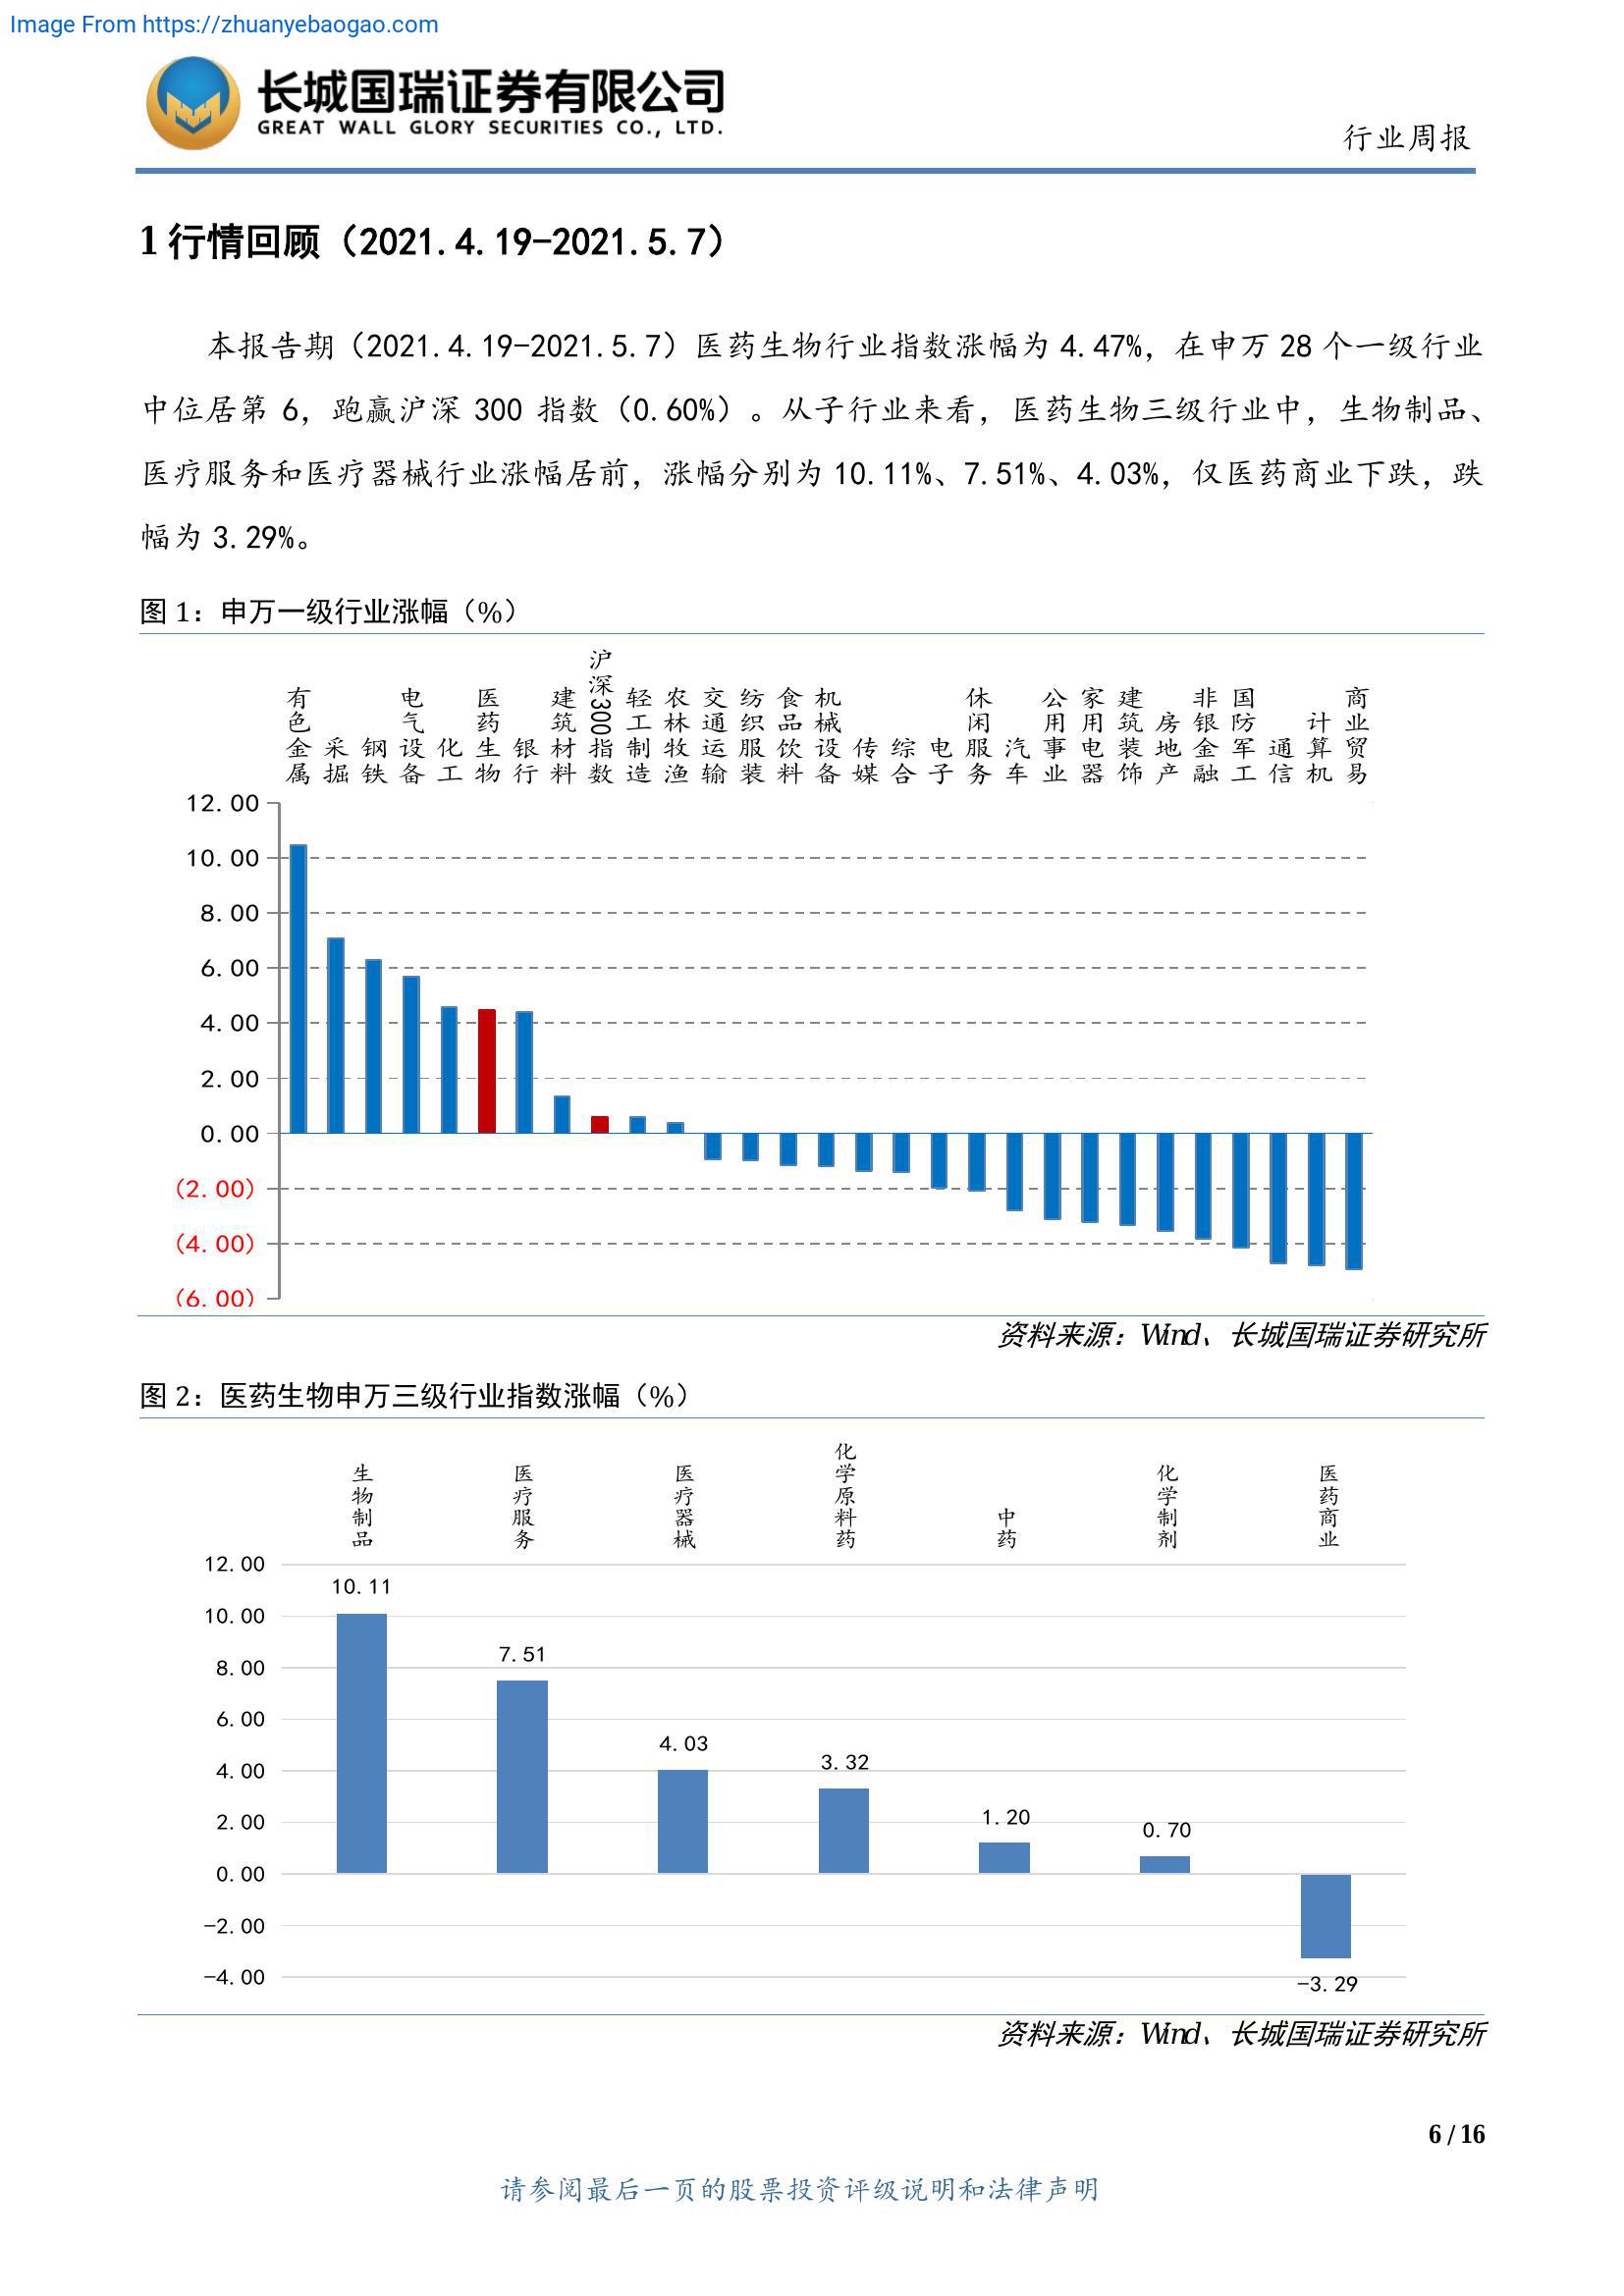 Image From https://zhuanyebaogao.com
长城国瑞证券有限公司
GREAT WALL GLORY SECURITIES CO., LTD.
行业周报
1 行情回顾（2021.4.19-2021.5.7）
本报告期（2021.4.19-2021.5.7）医药生物行业指数涨幅为 4.47%，在申万 28 个一级行业
中位居第 6，跑赢沪深 300 指数（0.60%）。从子行业来看，医药生物三级行业中，生物制品、
医疗服务和医疗器械行业涨幅居前，涨幅分别为 10.11%、7.51%、4.03%，仅医药商业下跌，跌
幅为 3.29%。
图 1：申万一级行业涨幅（%）
有色金属
采掘
钢铁
电气设备
化工
医药生物
银行
建筑材料
沪深300指数
轻工制造
农林牧渔
交通运输
纺织服装
食品饮料
机械设备
传媒
综合
电子
休闲服务
汽车
公用事业
家用电器
建筑装饰
房地产
非银金融
国防军工
通信
计算机
商业贸易
12.00
10.00
8.00
6.00
4.00
2.00
0.00
(2.00)
(4.00)
(6.00)
资料来源：Wind、长城国瑞证券研究所
图 2：医药生物申万三级行业指数涨幅（%）
生物制品
医疗服务
医疗器械
化学原料药
中药
化学制剂
医药商业
12.00
10.00
8.00
6.00
4.00
2.00
0.00
-2.00
-4.00
10.11
7.51
4.03
3.32
1.20
0.70
-3.29
资料来源：Wind、长城国瑞证券研究所
6 / 16
请参阅最后一页的股票投资评级说明和法律声明